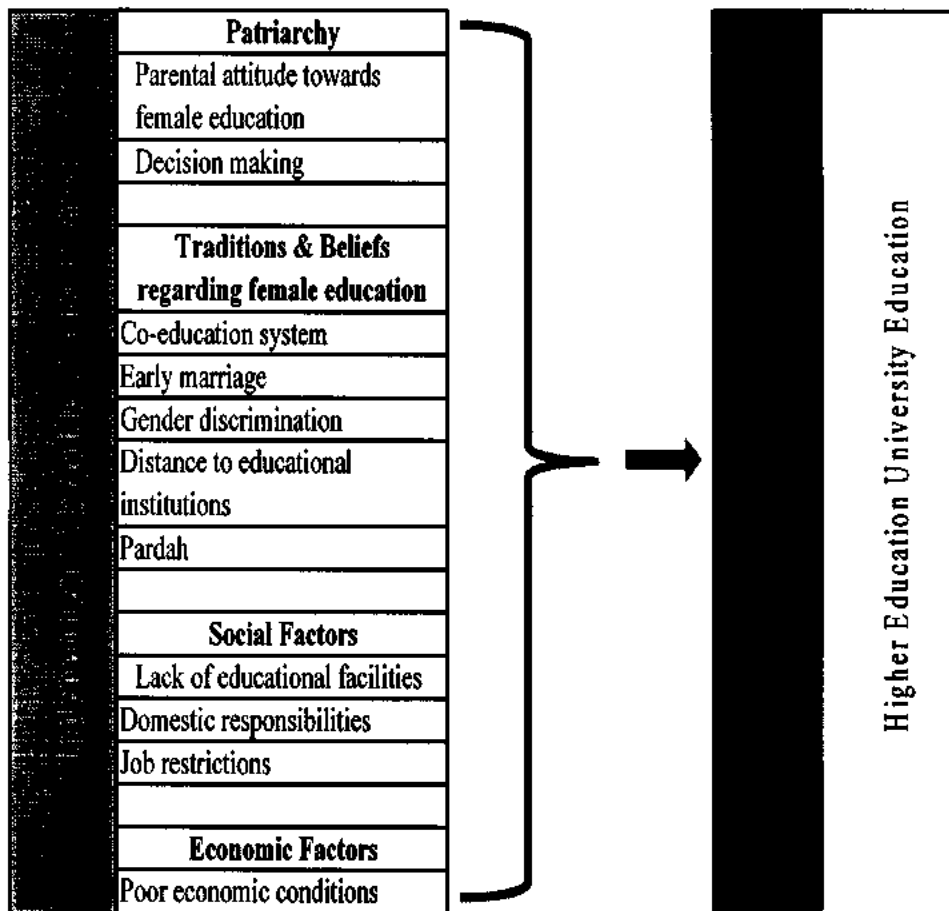 Patriarchy
Parental attitude towards
female education
Decision making
Traditions & Beliefs
regarding female education
Co-education system
Early marriage
Gender discrimination
Distance to educational
institutions
Pardah
Social Factors
Lack of educational facilities
Domestic responsibilities
Job restrictions
Economic Factors
Poor economic conditions
Higher Education University Education